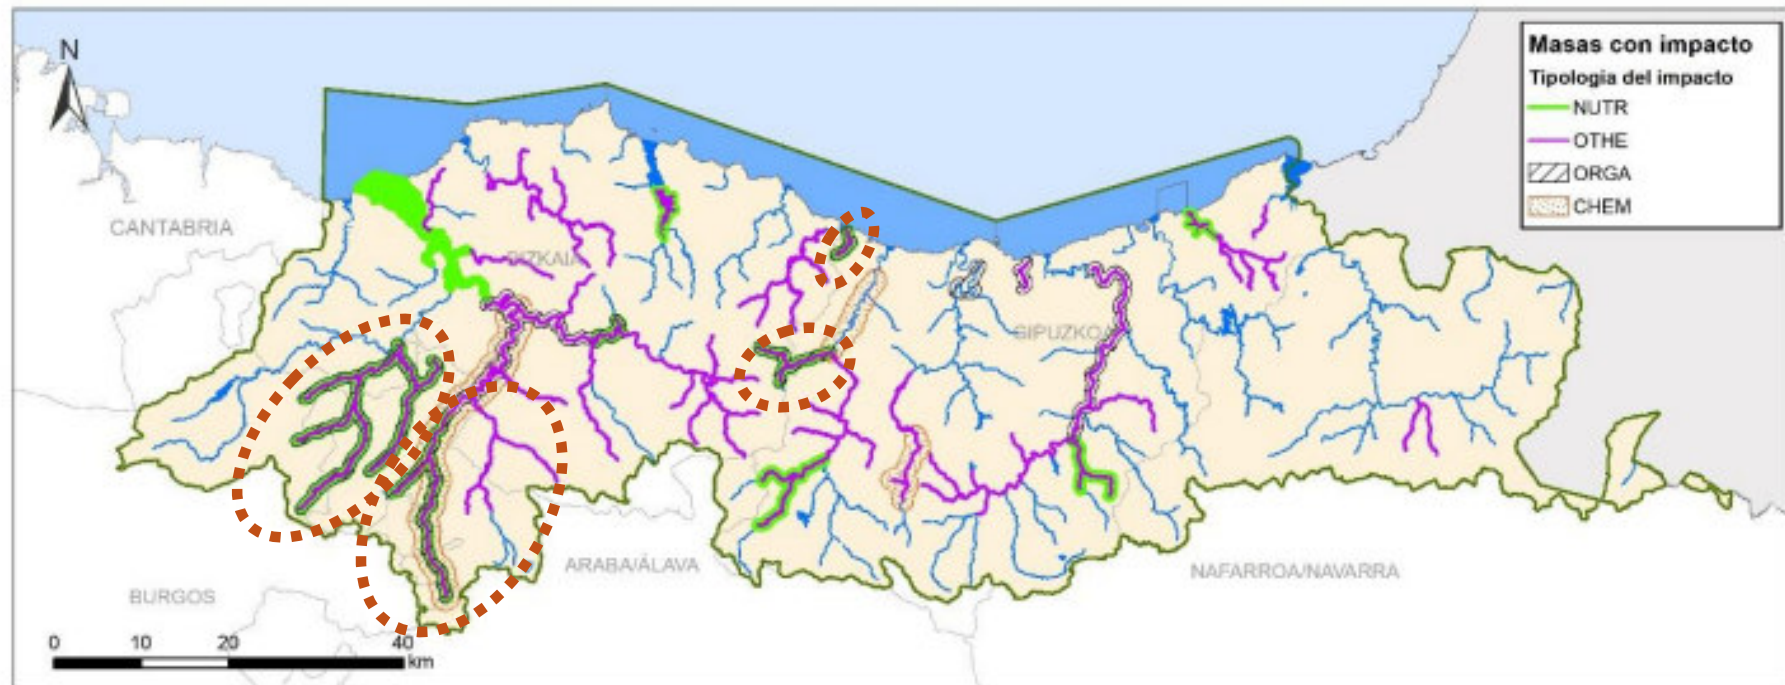 N
Masas con impacto
Tipologia del impacto
NUTR
OTHE
ORGA
CHEM
CANTABRIA
BIZKAIA
GIPUZKOA
ARABA/ÁLAVA
NAFARROA/NAVARRA
BURGOS
0 10 20 40
km